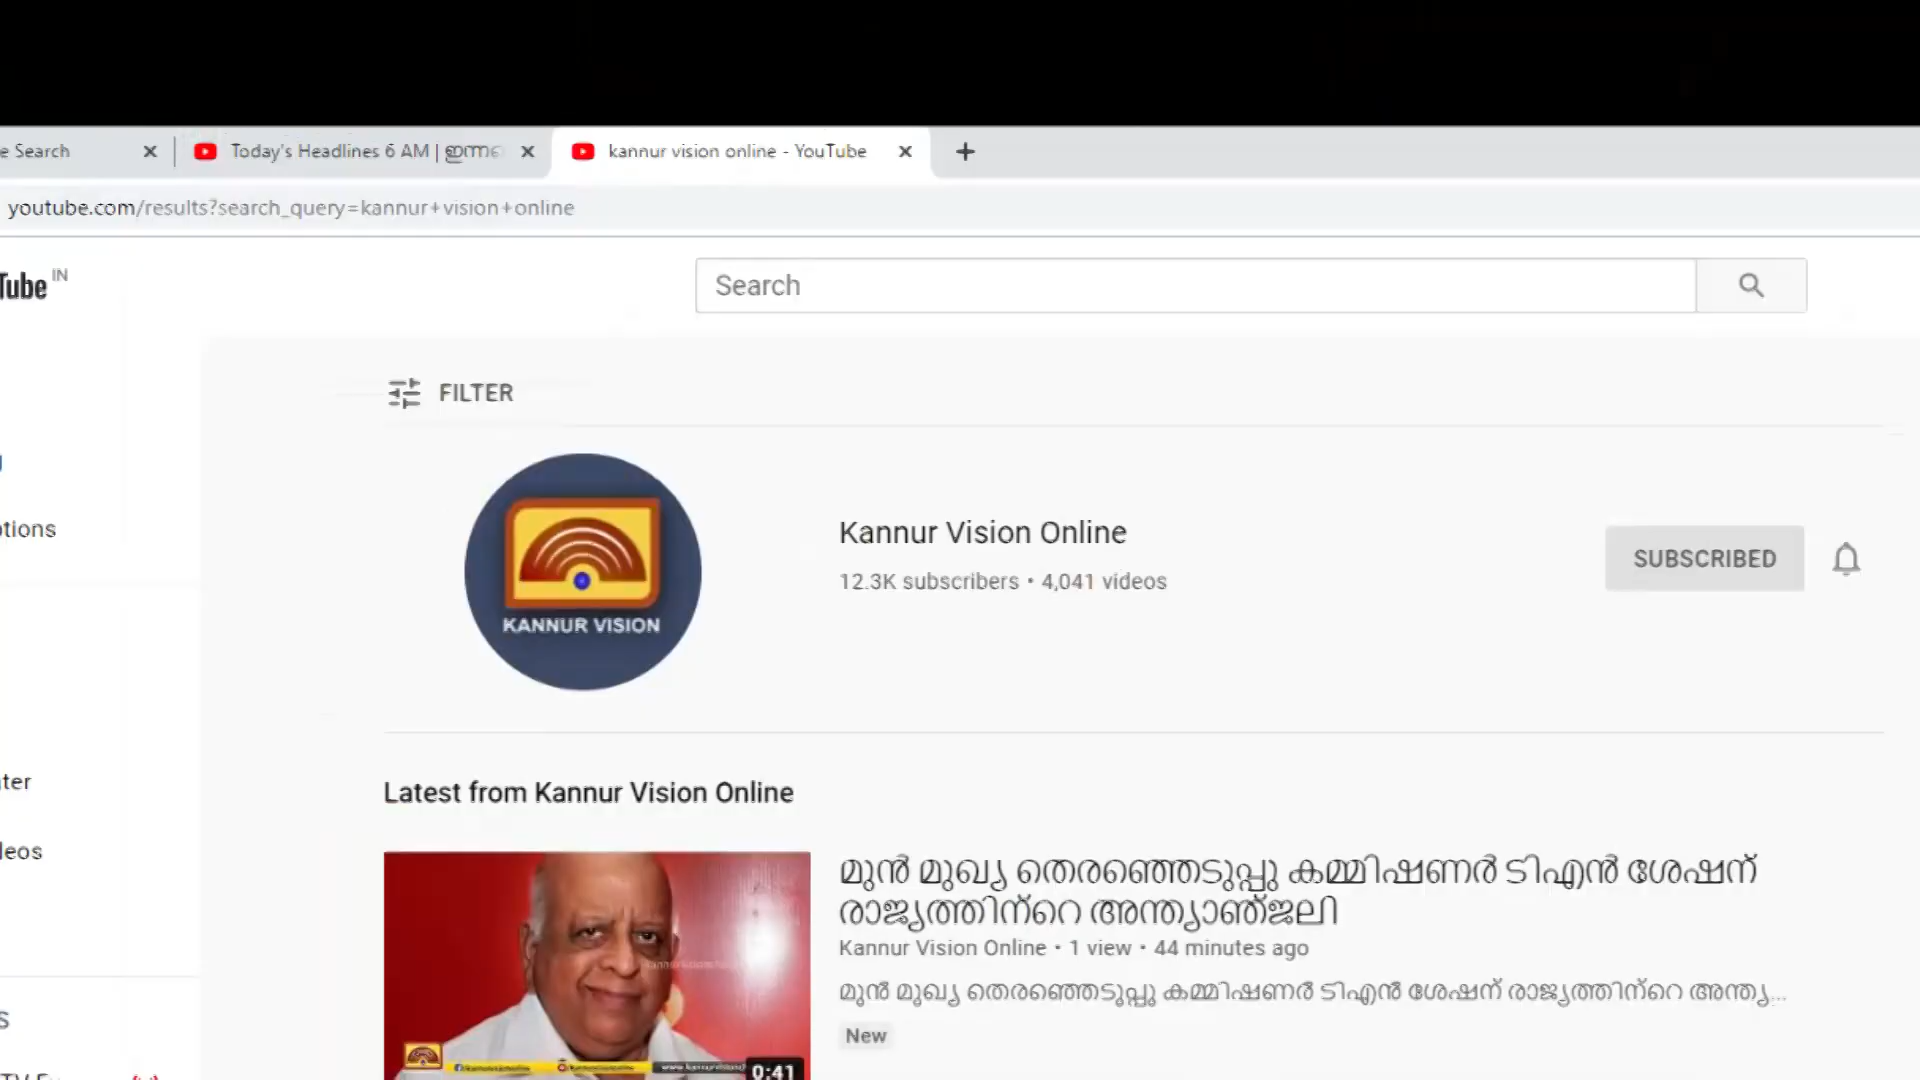 e Search
Today's Headlines 6 AM | ഇന്നത്തെ
kannur vision online - YouTube
youtube.com/results?search_query=kannur+vision+online
Tube IN
Search
FILTER
Kannur Vision Online
12.3K subscribers • 4,041 videos
SUBSCRIBED
KANNUR VISION
tions
Latest from Kannur Vision Online
ter
leos
മുൻ മുഖ്യ തെരഞ്ഞെടുപ്പു കമ്മിഷണർ ടിഎൻ ശേഷന്
രാജ്യത്തിന്റെ അന്ത്യാഞ്ജലി
Kannur Vision Online • 1 view • 44 minutes ago
മുൻ മുഖ്യ തെരഞ്ഞെടുപ്പു കമ്മിഷണർ ടിഎൻ ശേഷന് രാജ്യത്തിന്റെ അന്ത്യ...
New
S
0:41